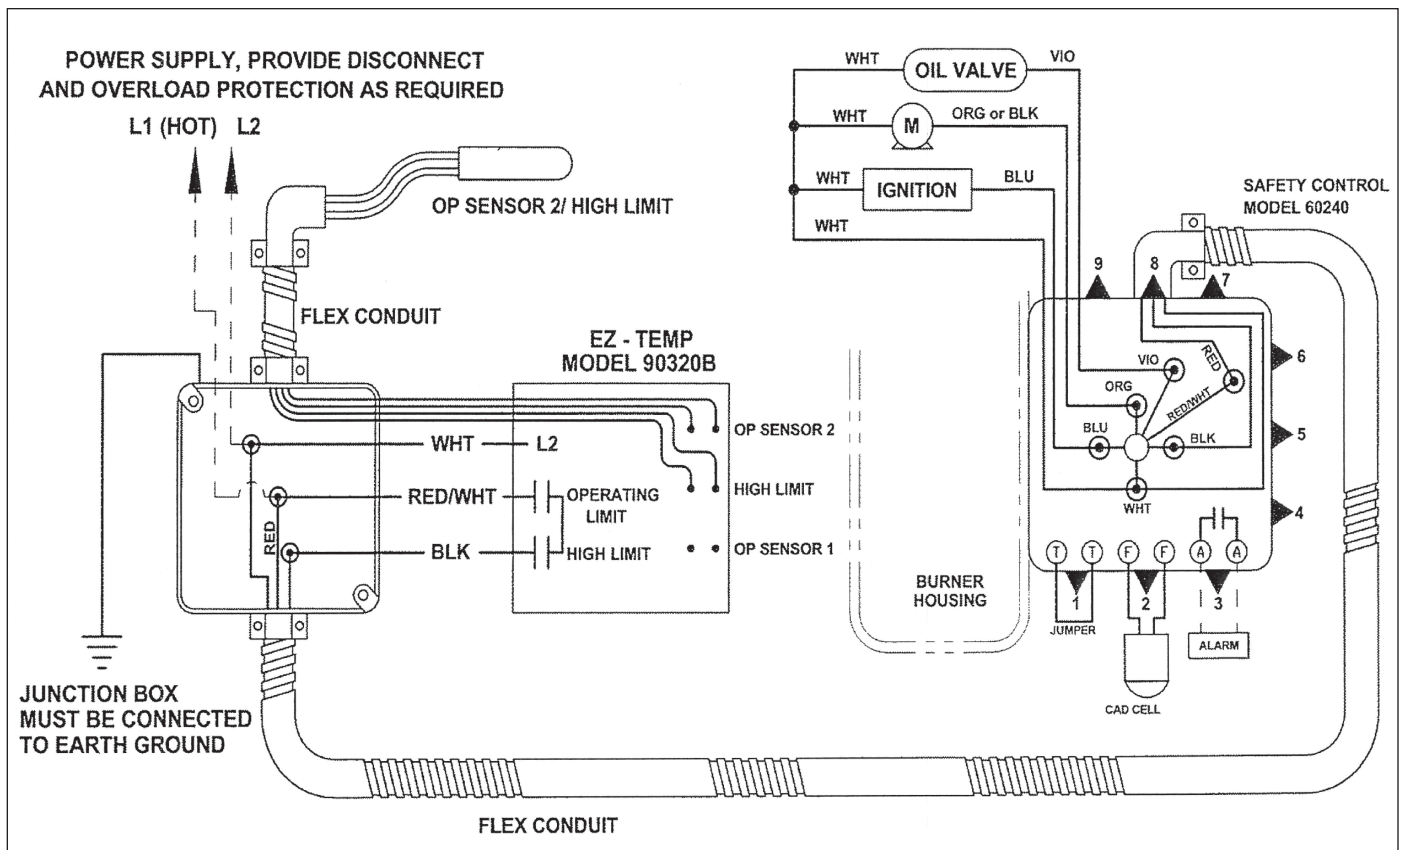 POWER SUPPLY, PROVIDE DISCONNECT
AND OVERLOAD PROTECTION AS REQUIRED
L1 (HOT) L2
OP SENSOR 2/ HIGH LIMIT
FLEX CONDUIT
EZ - TEMP
MODEL 90320B
WHT
L2
RED/WHT
OPERATING
LIMIT
RED
BLK
HIGH LIMIT
OP SENSOR 2
HIGH LIMIT
OP SENSOR 1
JUNCTION BOX
MUST BE CONNECTED
TO EARTH GROUND
FLEX CONDUIT
WHT
OIL VALVE
VIO
WHT
M
ORG or BLK
WHT
IGNITION
BLU
WHT
SAFETY CONTROL
MODEL 60240
9
8
7
6
5
4
VIO
RED
ORG
RED/WHT
BLU
BLK
WHT
T
T
F
F
A
A
1
2
3
JUMPER
ALARM
CAD CELL
BURNER
HOUSING